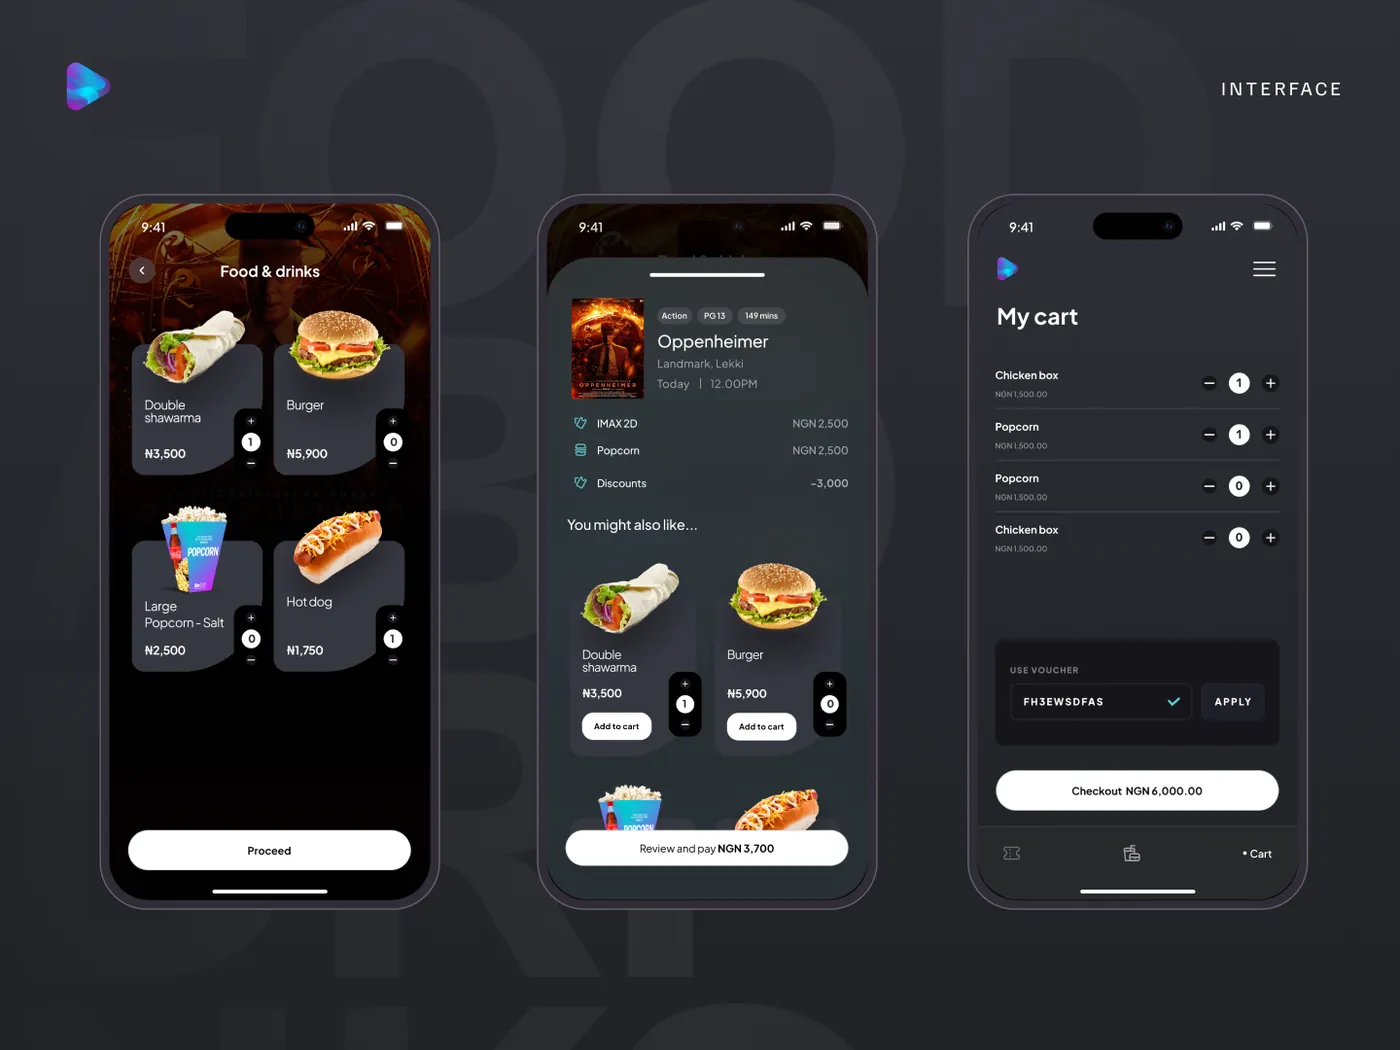 INTERFACE
9:41
Food & drinks
Double
shawarma
₦3,500
+
1
−
Burger
₦5,900
+
0
−
POPCORN
Large
Popcorn - Salt
₦2,500
+
0
−
Hot dog
₦1,750
+
1
−
Proceed
9:41
OPPENHEIMER
Action PG 13 149 mins
Oppenheimer
Landmark, Lekki
Today | 12.00PM
IMAX 2D NGN 2,500
Popcorn NGN 2,500
Discounts -3,000
You might also like...
Double
shawarma
₦3,500
+
1
−
Add to cart
Burger
₦5,900
+
0
−
Add to cart
POPCORN
Review and pay NGN 3,700
9:41
My cart
Chicken box
NGN 1,500.00
− 1 +
Popcorn
NGN 1,500.00
− 1 +
Popcorn
NGN 1,500.00
− 0 +
Chicken box
NGN 1,500.00
− 0 +
USE VOUCHER
FH3EWSDFAS
APPLY
Checkout NGN 6,000.00
• Cart
FOOD